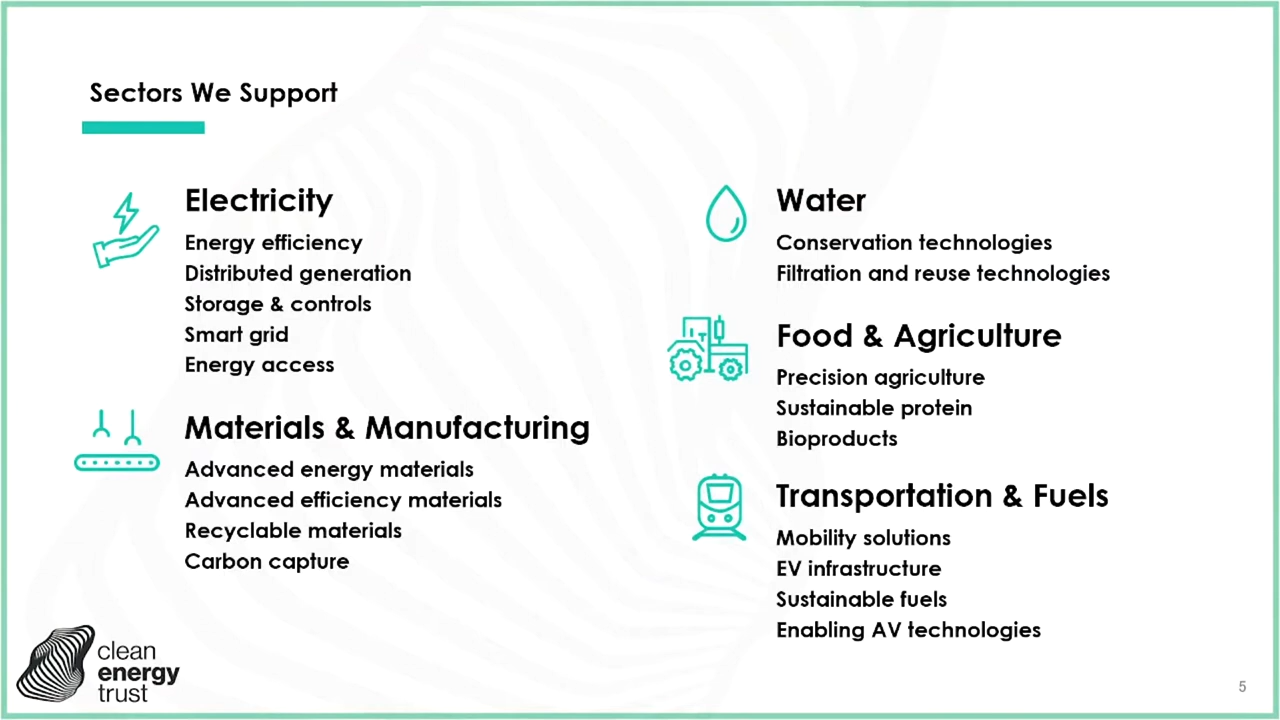 Sectors We Support
Electricity
Energy efficiency
Distributed generation
Storage & controls
Smart grid
Energy access
Materials & Manufacturing
Advanced energy materials
Advanced efficiency materials
Recyclable materials
Carbon capture
Water
Conservation technologies
Filtration and reuse technologies
Food & Agriculture
Precision agriculture
Sustainable protein
Bioproducts
Transportation & Fuels
Mobility solutions
EV infrastructure
Sustainable fuels
Enabling AV technologies
clean
energy
trust
5